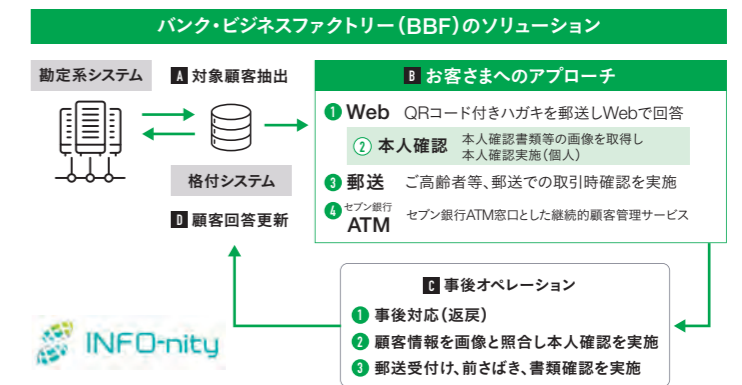 バンク・ビジネスファクトリー(BBF)のソリューション
勘定系システム
A 対象顧客抽出
格付システム
D 顧客回答更新
B お客さまへのアプローチ
1 Web QRコード付きハガキを郵送しWebで回答
2 本人確認 本人確認書類等の画像を取得し
本人確認実施(個人)
3 郵送 ご高齢者等、郵送での取引時確認を実施
4 セブン銀行
ATM セブン銀行ATM窓口とした継続的顧客管理サービス
C 事後オペレーション
1 事後対応(返戻)
2 顧客情報を画像と照合し本人確認を実施
3 郵送受付け、前さばき、書類確認を実施
INFO-nity